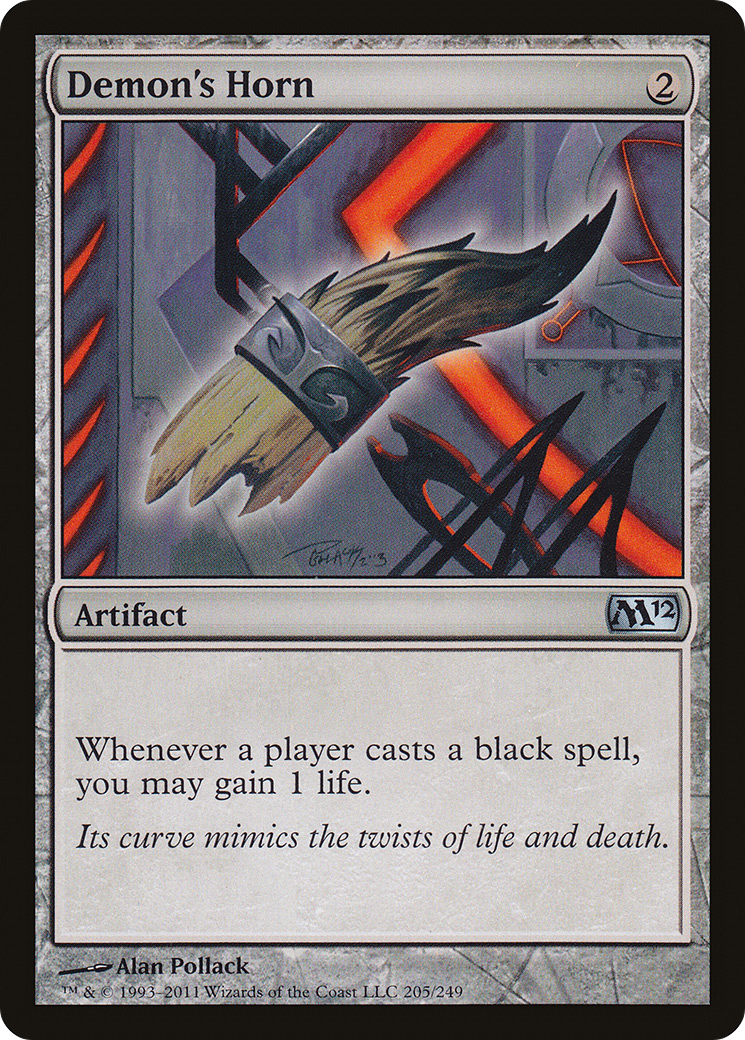 Demon's Horn
2
Artifact
M12
Whenever a player casts a black spell,
you may gain 1 life.
Its curve mimics the twists of life and death.
Alan Pollack
™ & © 1993–2011 Wizards of the Coast LLC 205/249